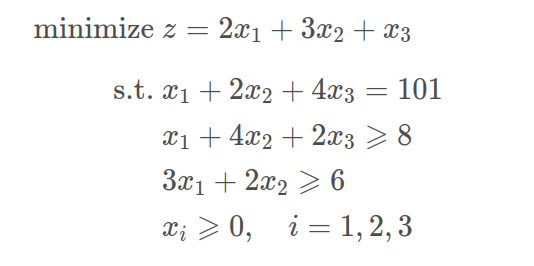 minimize z = 2x₁ + 3x₂ + x₃
s.t. x₁ + 2x₂ + 4x₃ = 101
x₁ + 4x₂ + 2x₃ ⩾ 8
3x₁ + 2x₂ ⩾ 6
xᵢ ⩾ 0, i = 1, 2, 3